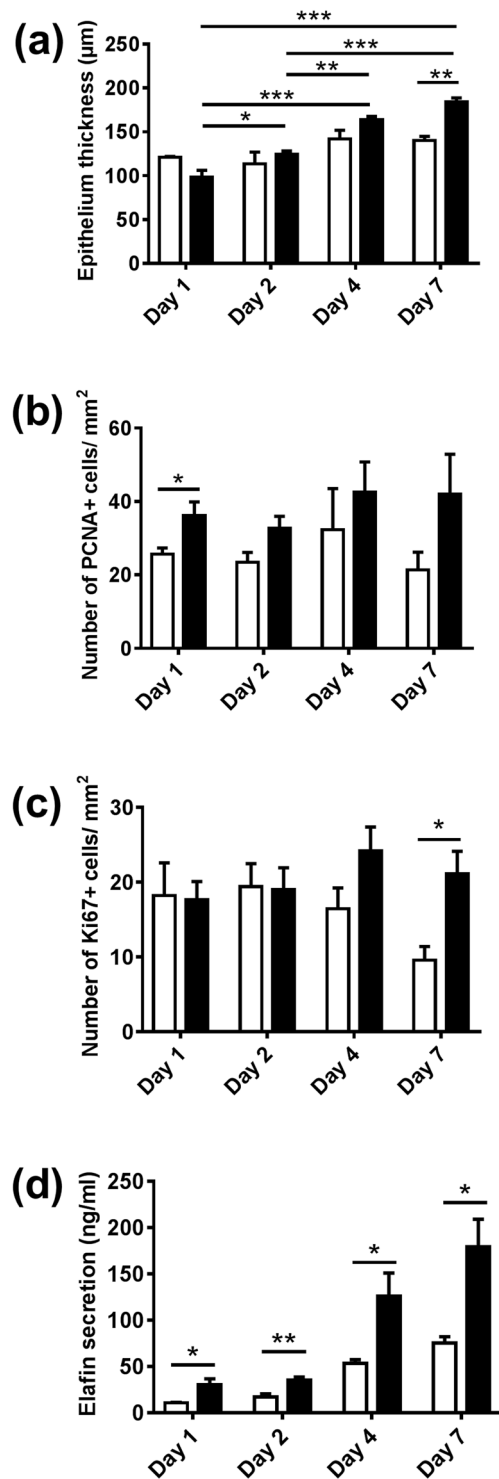 (a)
***
***
**
**
***
*
Epithelium thickness (µm)
250
200
150
100
50
0
Day 1
Day 2
Day 4
Day 7
(b)
Number of PCNA+ cells/ mm²
60
40
20
0
*
Day 1
Day 2
Day 4
Day 7
(c)
Number of Ki67+ cells/ mm²
30
20
10
0
*
Day 1
Day 2
Day 4
Day 7
(d)
Elafin secretion (ng/ml)
250
200
150
100
50
0
*
**
*
*
Day 1
Day 2
Day 4
Day 7